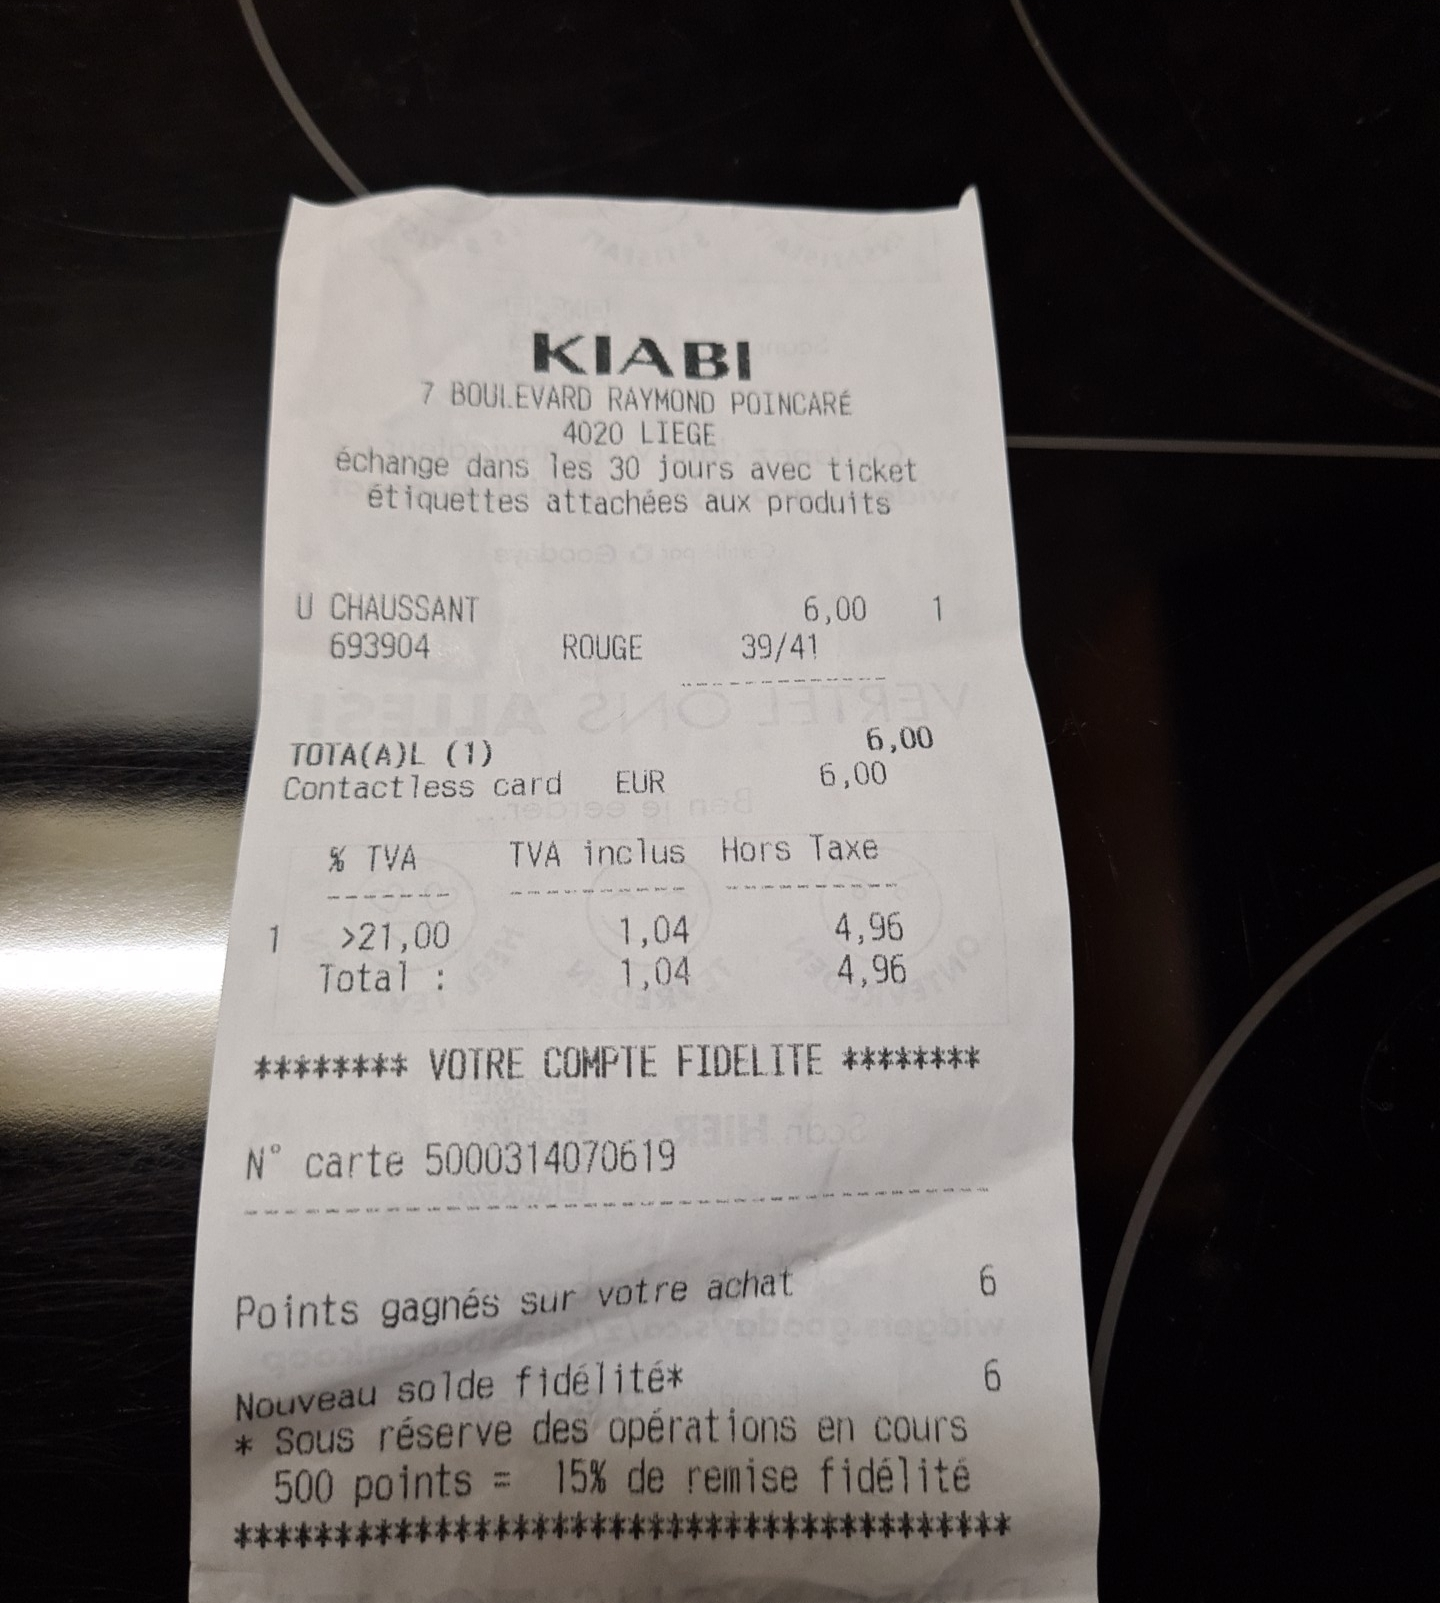 KIABI
7 BOULEVARD RAYMOND POINCARÉ
4020 LIEGE
échange dans les 30 jours avec ticket
étiquettes attachées aux produits
U CHAUSSANT 6,00 1
693904 ROUGE 39/41
TOTA(A)L (1) 6,00
Contactless card EUR 6,00
% TVA TVA inclus Hors Taxe
1 >21,00 1,04 4,96
Total : 1,04 4,96
******** VOTRE COMPTE FIDELITE ********
N° carte 5000314070619
Points gagnés sur votre achat 6
Nouveau solde fidélité* 6
* Sous réserve des opérations en cours
500 points = 15% de remise fidélité
***************************************